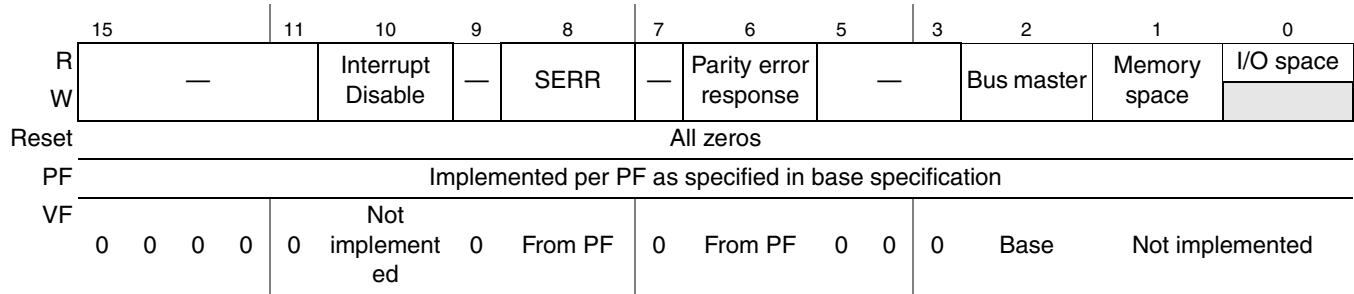 15 11 10 9 8 7 6 5 3 2 1 0
R — Interrupt Disable — SERR — Parity error response — Bus master Memory space I/O space
W
Reset All zeros
PF Implemented per PF as specified in base specification
VF 0 0 0 0 0 Not implement ed 0 From PF 0 From PF 0 0 0 Base Not implemented